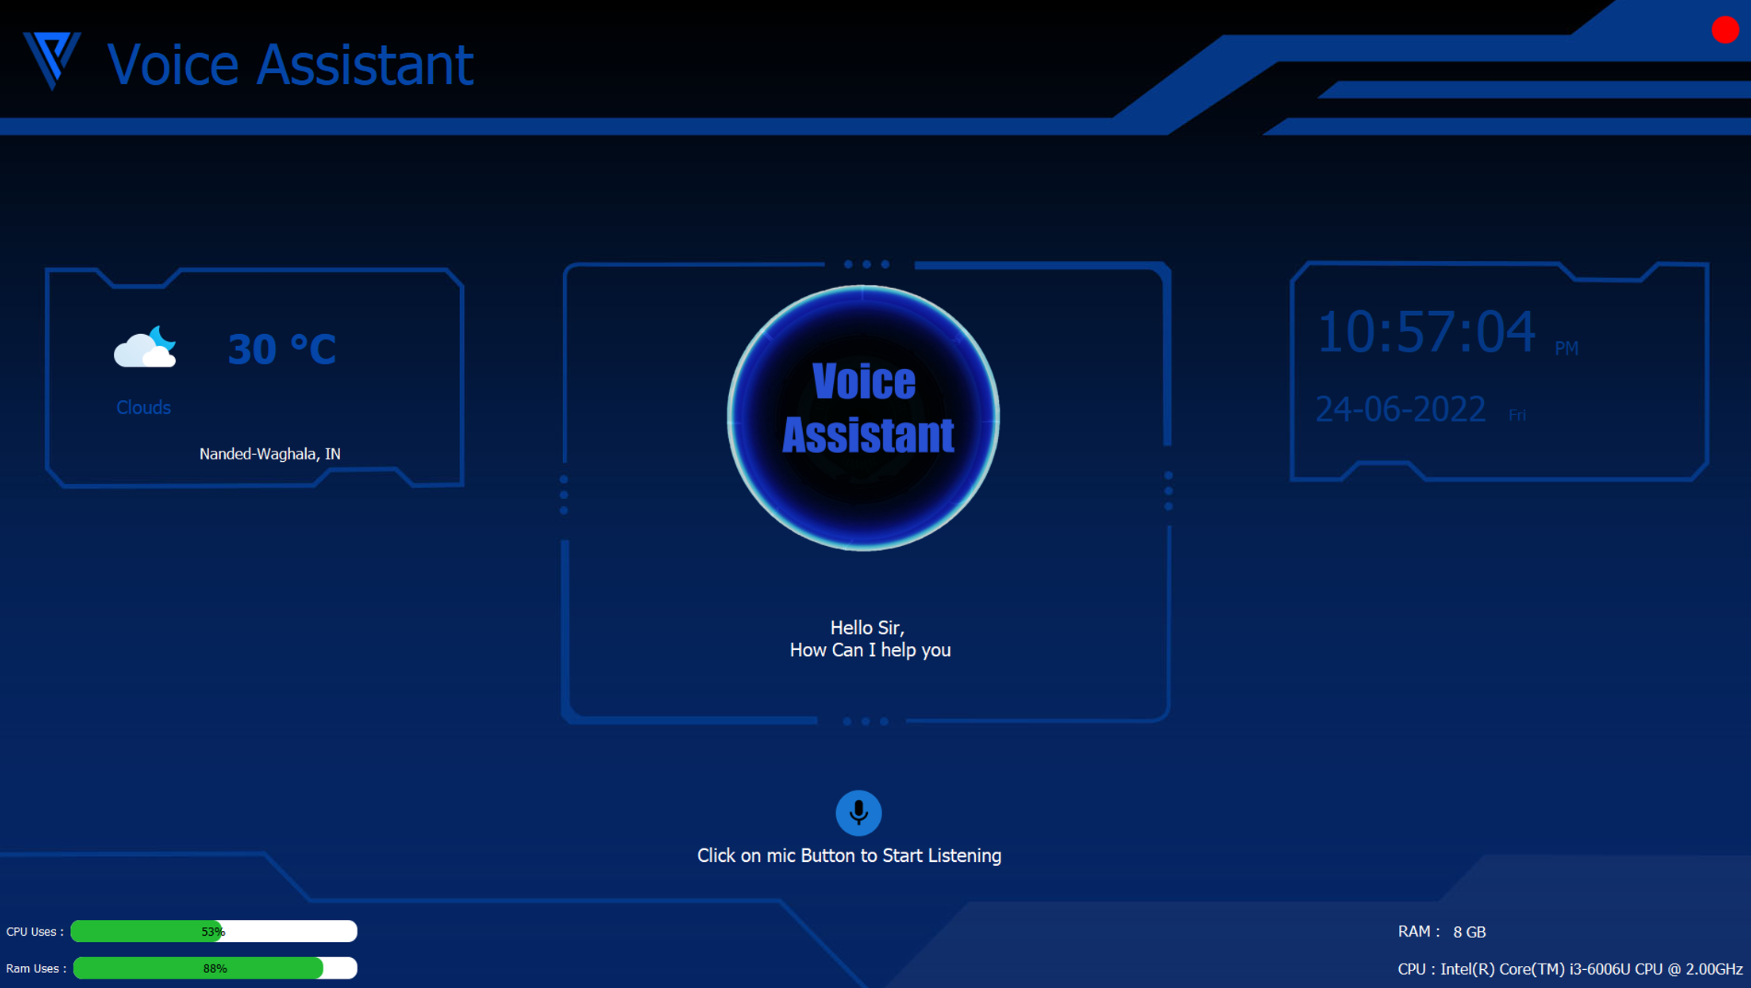 Voice Assistant
30 °C
Clouds
Nanded-Waghala, IN
Voice
Assistant
Hello Sir,
How Can I help you
10:57:04 PM
24-06-2022 Fri
Click on mic Button to Start Listening
CPU Uses : 53%
Ram Uses : 88%
RAM : 8 GB
CPU : Intel(R) Core(TM) i3-6006U CPU @ 2.00GHz